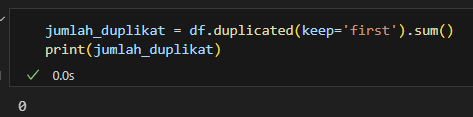 jumlah_duplikat = df.duplicated(keep='first').sum()
print(jumlah_duplikat)
0.0s
0